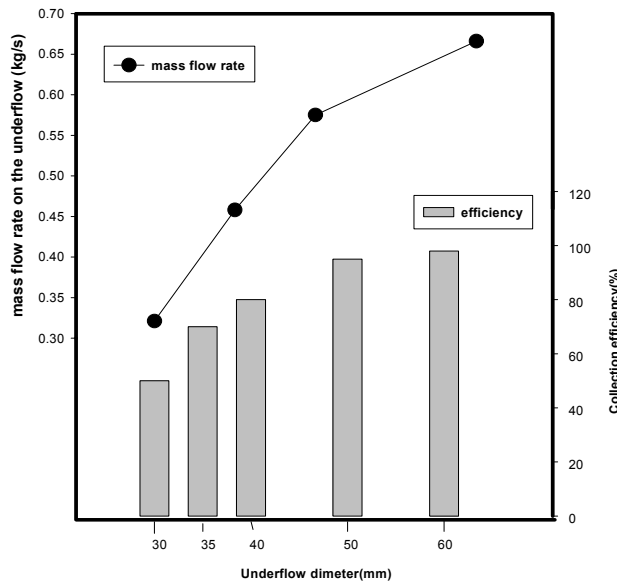 0.70
0.65
0.60
0.55
0.50
0.45
0.40
0.35
0.30
mass flow rate on the underflow (kg/s)
mass flow rate
efficiency
120
100
80
60
40
20
0
Collection efficiency(%)
30 35 40 50 60
Underflow dimeter(mm)